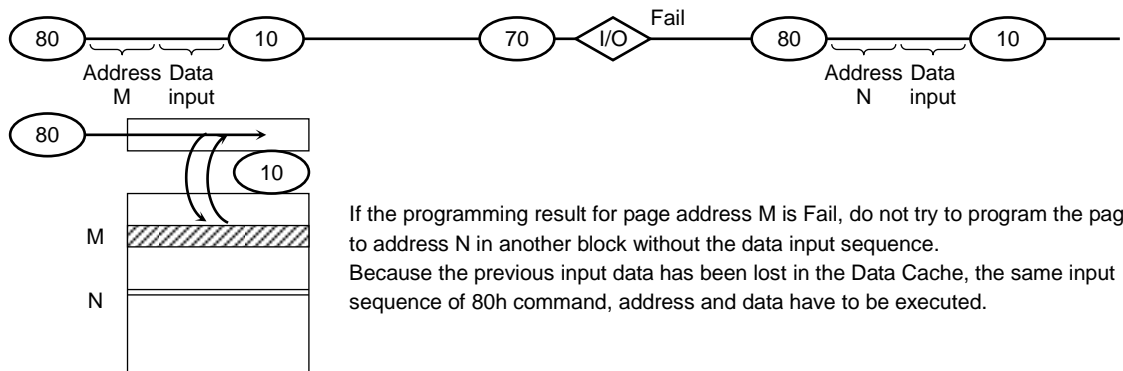 Fail
80 10 70 I/O 80 10
Address Data Address Data
M input N input
80
10
If the programming result for page address M is Fail, do not try to program the pag
M
to address N in another block without the data input sequence.
Because the previous input data has been lost in the Data Cache, the same input
N
sequence of 80h command, address and data have to be executed.